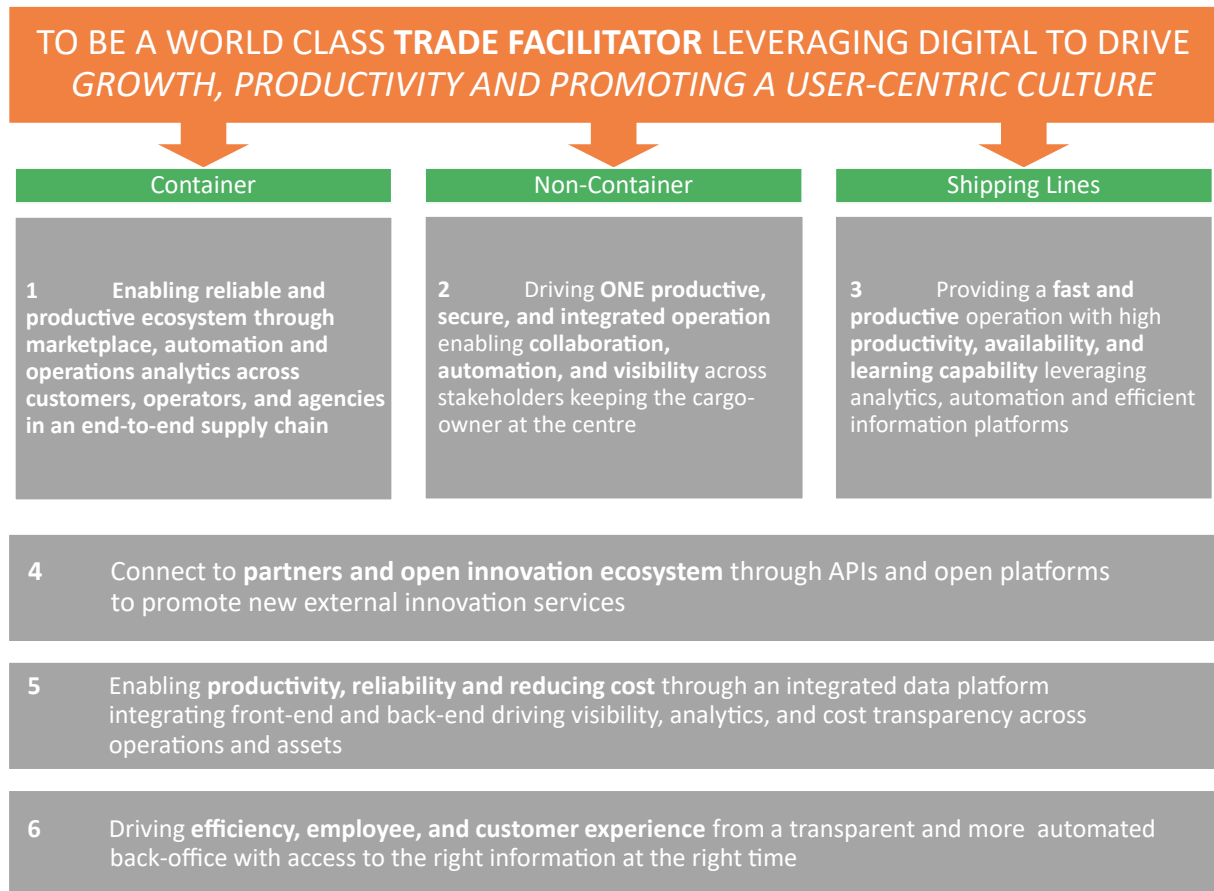 TO BE A WORLD CLASS TRADE FACILITATOR LEVERAGING DIGITAL TO DRIVE
GROWTH, PRODUCTIVITY AND PROMOTING A USER-CENTRIC CULTURE
Container
1 Enabling reliable and
productive ecosystem through
marketplace, automation and
operations analytics across
customers, operators, and agencies
in an end-to-end supply chain
Non-Container
2 Driving ONE productive,
secure, and integrated operation
enabling collaboration,
automation, and visibility across
stakeholders keeping the cargo-
owner at the centre
Shipping Lines
3 Providing a fast and
productive operation with high
productivity, availability, and
learning capability leveraging
analytics, automation and efficient
information platforms
4 Connect to partners and open innovation ecosystem through APIs and open platforms
to promote new external innovation services
5 Enabling productivity, reliability and reducing cost through an integrated data platform
integrating front-end and back-end driving visibility, analytics, and cost transparency across
operations and assets
6 Driving efficiency, employee, and customer experience from a transparent and more automated
back-office with access to the right information at the right time